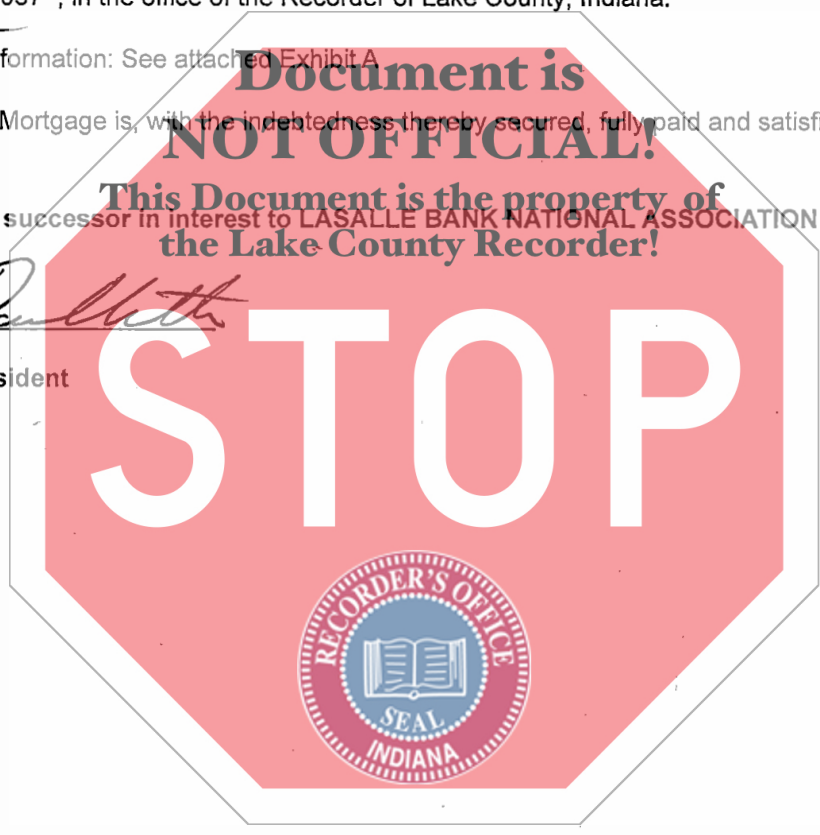 , in the office of the Recorder of Lake County, Indiana.
formation: See attached Exhibit A
Document is
Mortgage is, with the indebtedness thereby secured, fully paid and satisfi
NOT OFFICIAL!
This Document is the property of
successor in interest to LASALLE BANK NATIONAL ASSOCIATION
the Lake County Recorder!
sident
STOP
RECORDER'S OFFICE
SEAL
INDIANA